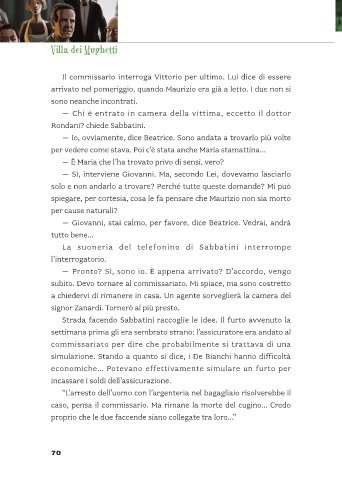 Villa dei Mughetti
Il commissario interroga Vittorio per ultimo. Lui dice di essere
arrivato nel pomeriggio, quando Maurizio era già a letto. I due non si
sono neanche incontrati.
— Chi è entrato in camera della vittima, eccetto il dottor
Rondani? chiede Sabbatini.
— Io, ovviamente, dice Beatrice. Sono andata a trovarlo più volte
per vedere come stava. Poi c'è stata anche Maria stamattina...
— È Maria che l'ha trovato privo di sensi, vero?
— Sì, interviene Giovanni. Ma, secondo Lei, dovevamo lasciarlo
solo e non andarlo a trovare? Perché tutte queste domande? Mi può
spiegare, per cortesia, cosa le fa pensare che Maurizio non sia morto
per cause naturali?
— Giovanni, stai calmo, per favore, dice Beatrice. Vedrai, andrà
tutto bene...
La suoneria del telefonino di Sabbatini interrompe
l'interrogatorio.
— Pronto? Sì, sono io. È appena arrivato? D'accordo, vengo
subito. Devo tornare al commissariato. Mi spiace, ma sono costretto
a chiedervi di rimanere in casa. Un agente sorveglierà la camera del
signor Zanardi. Tornerò al più presto.
Strada facendo Sabbatini raccoglie le idee. Il furto avvenuto la
settimana prima gli era sembrato strano: l'assicuratore era andato al
commissariato per dire che probabilmente si trattava di una
simulazione. Stando a quanto si dice, i De Bianchi hanno difficoltà
economiche... Potevano effettivamente simulare un furto per
incassare i soldi dell'assicurazione.
"L'arresto dell'uomo con l'argenteria nel bagagliaio risolverebbe il
caso, pensa il commissario. Ma rimane la morte del cugino... Credo
proprio che le due faccende siano collegate tra loro..."
70